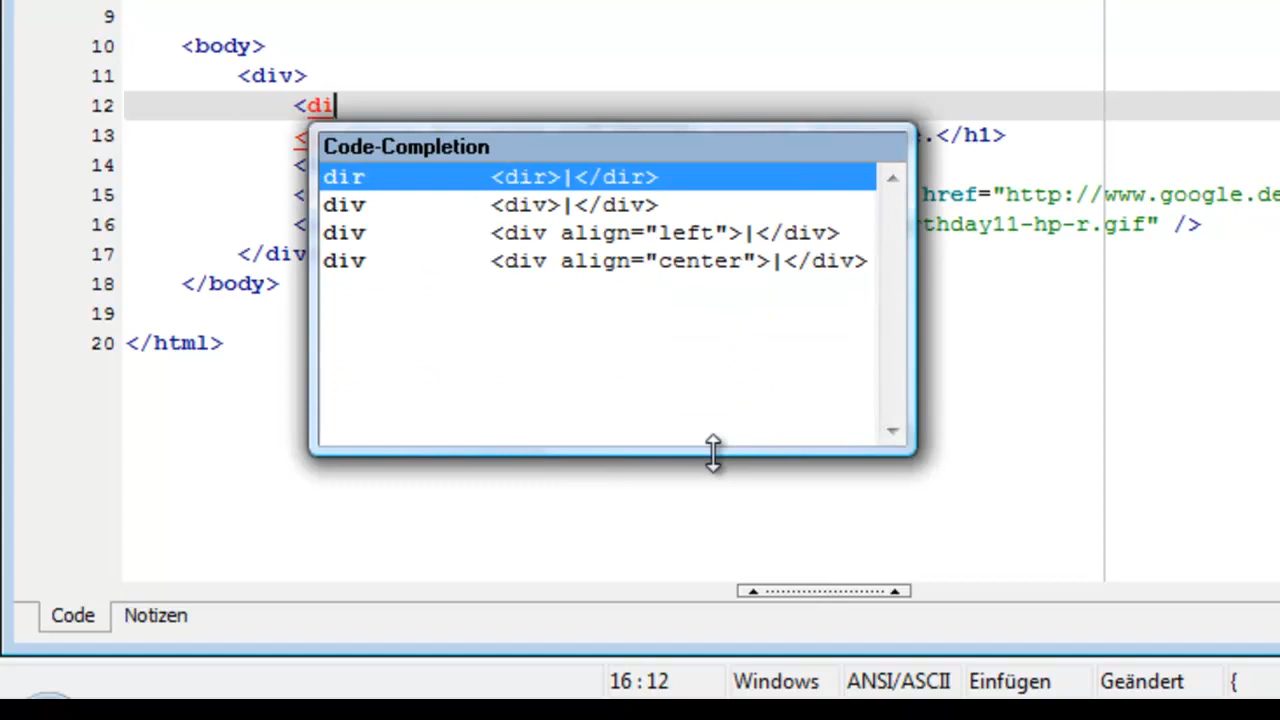 9
10 <body>
11 <div>
12 <di
13 < .</h1>
14 <
15 < href="http://www.google.de
16 < thday11-hp-r.gif" />
17 </div
18 </body>
19
20 </html>
Code-Completion
dir <dir>|</dir>
div <div>|</div>
div <div align="left">|</div>
div <div align="center">|</div>
Code Notizen
16:12 Windows ANSI/ASCII Einfügen Geändert {